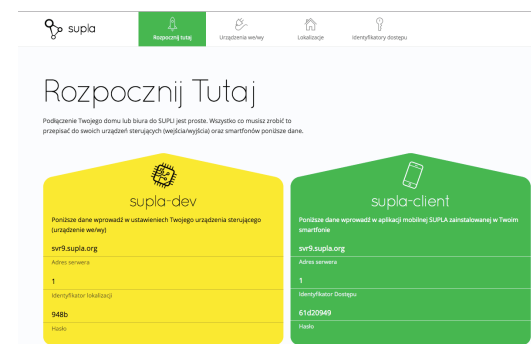 supla
Rozpocznij tutaj
Urządzenia we/wy
Lokalizacje
Identyfikatory dostępu
Rozpocznij Tutaj
Podłączenie Twojego domu lub biura do SUPLI jest proste. Wszystko co musisz zrobić to
przepisać do swoich urządzeń sterujących (wejścia/wyjścia) oraz smartfonów poniższe dane.
supla-dev
Poniższe dane wprowadź w ustawieniach Twojego urządzenia sterującego
(urządzenie we/wy)
svr9.supla.org
Adres serwera
1
Identyfikator lokalizacji
948b
Hasło
supla-client
Poniższe dane wprowadź w aplikacji mobilnej SUPLA zainstalowanej w Twoim
smartfonie
svr9.supla.org
Adres serwera
1
Identyfikator Dostępu
61d20949
Hasło